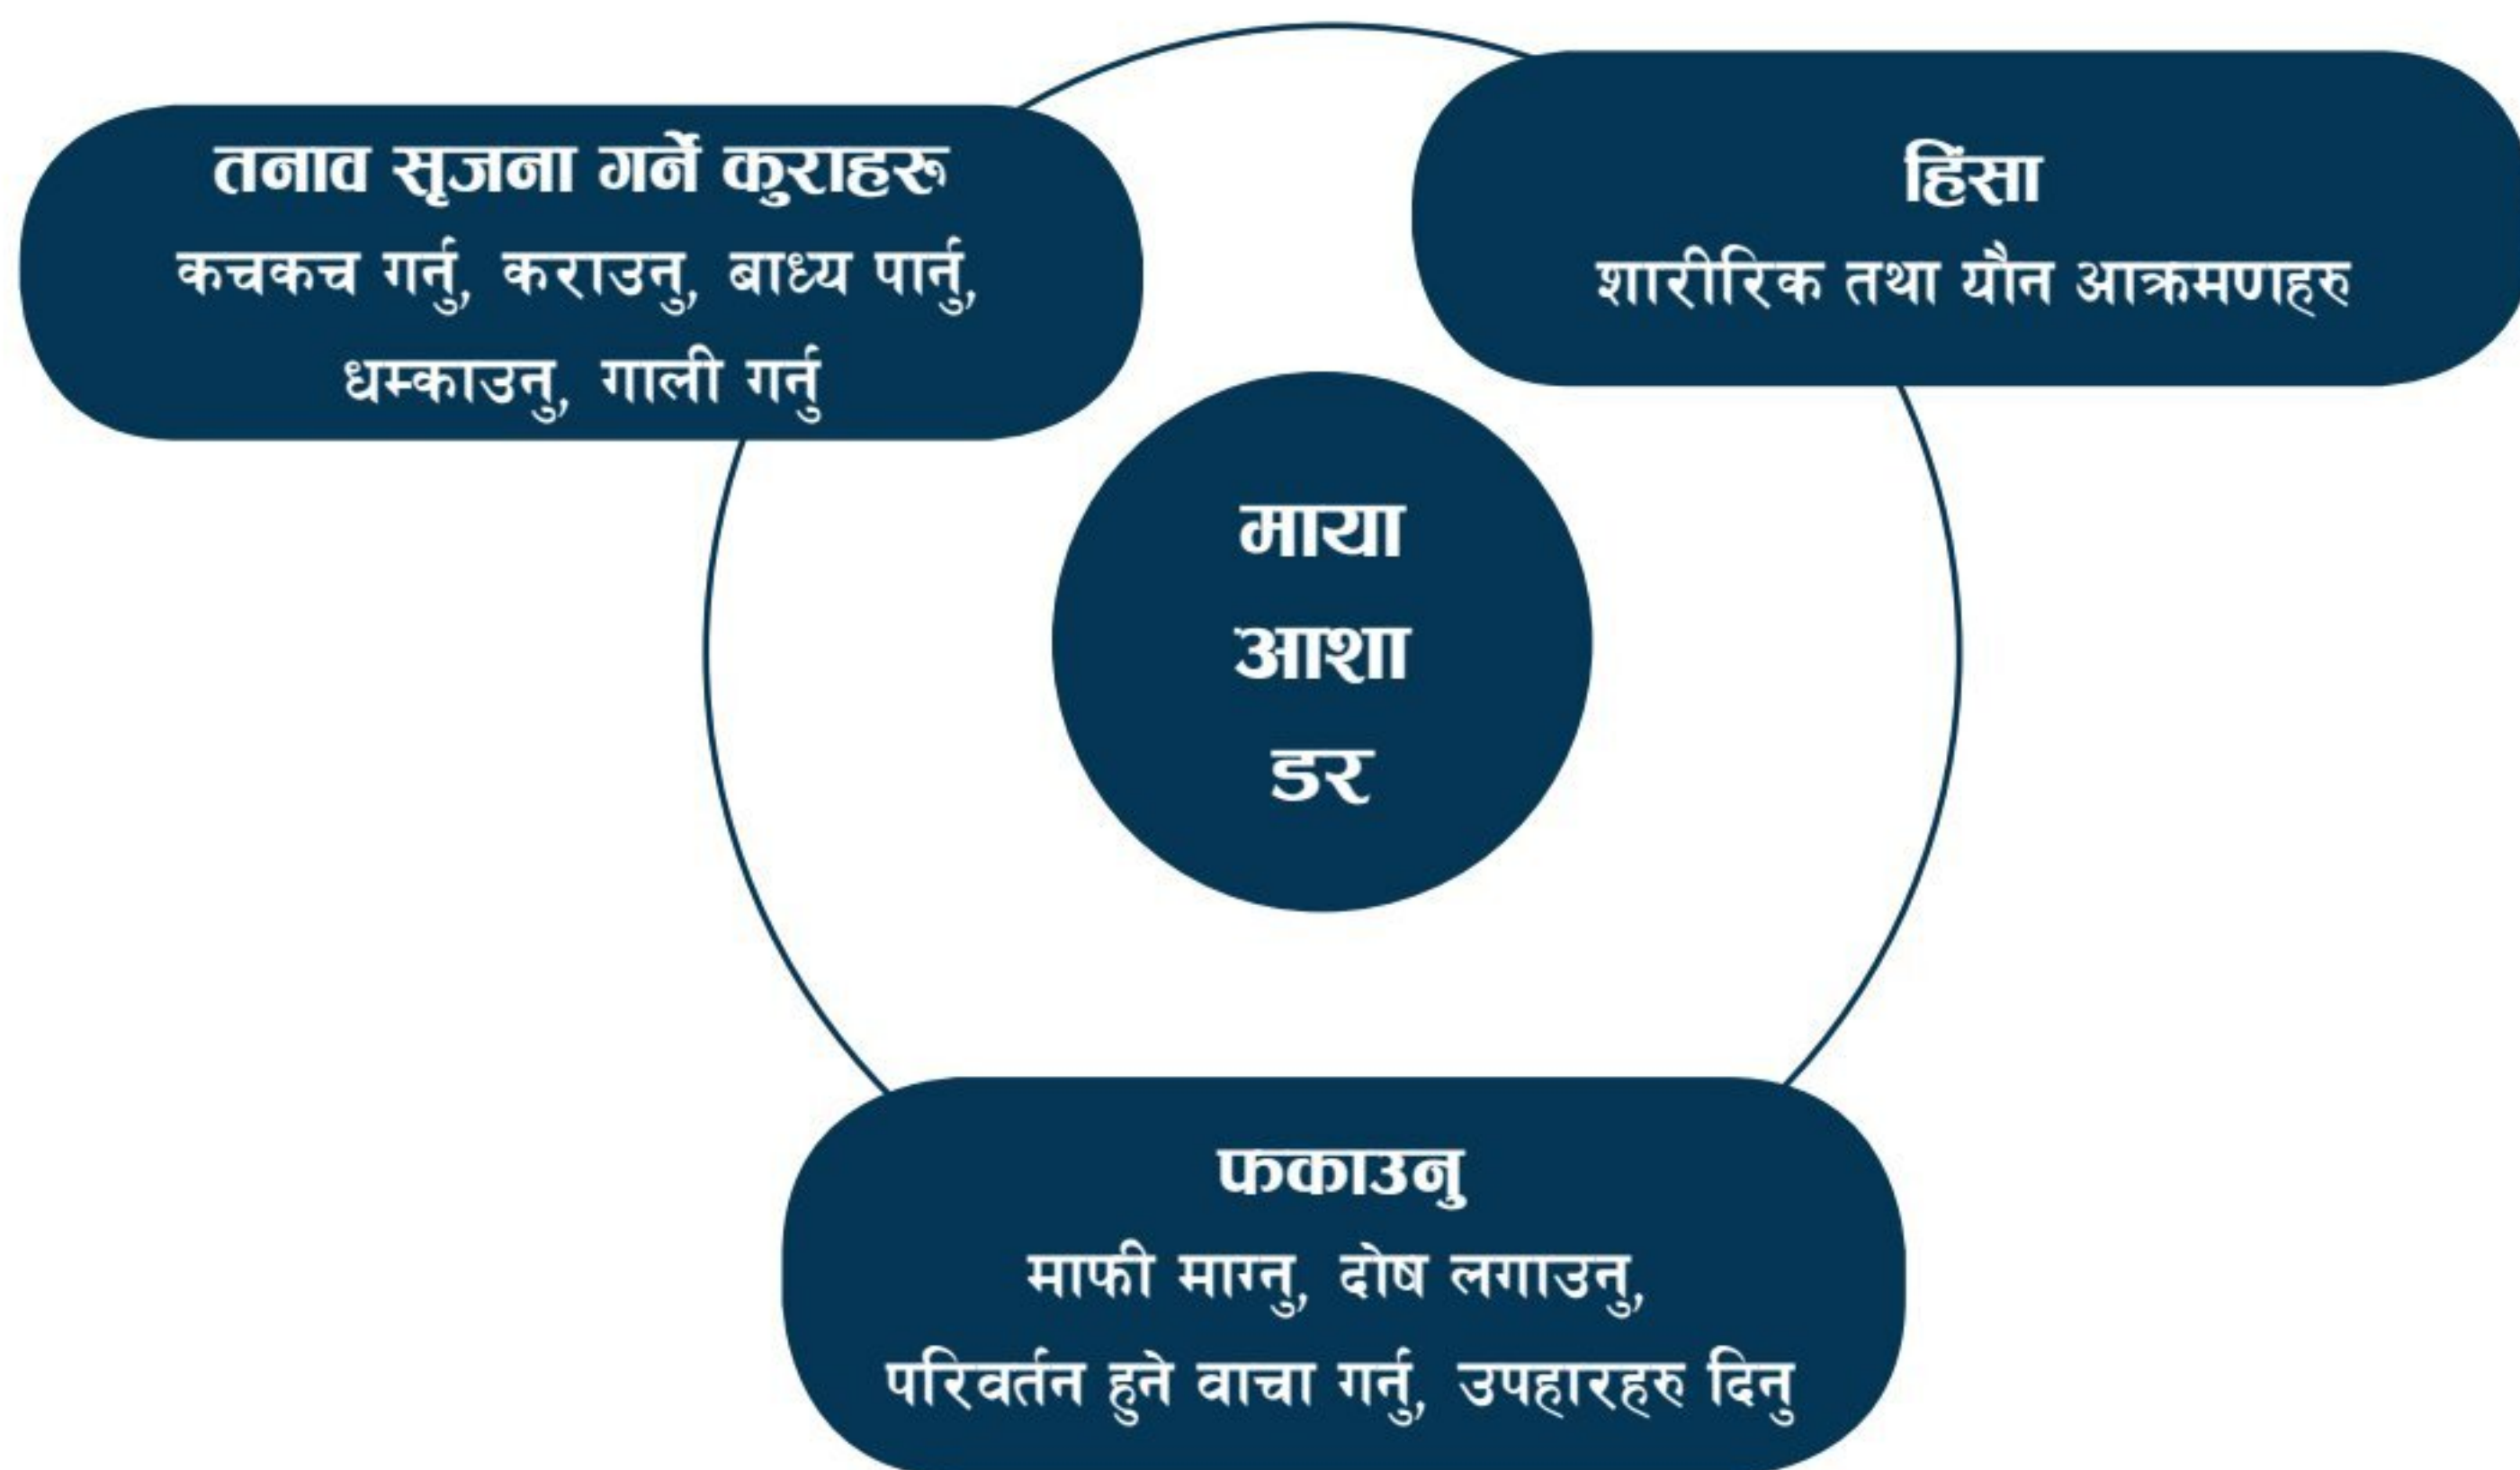 तनाव सृजना गर्ने कुराहरू
कचकच गर्नु, कराउनु, बाध्य पार्नु,
धम्काउनु, गाली गर्नु
हिंसा
शारीरिक तथा यौन आक्रमणहरु
माया
आशा
डर
फकाउनु
माफी माग्नु, दोष लगाउनु,
परिवर्तन हुने वाचा गर्नु, उपहारहरु दिनु